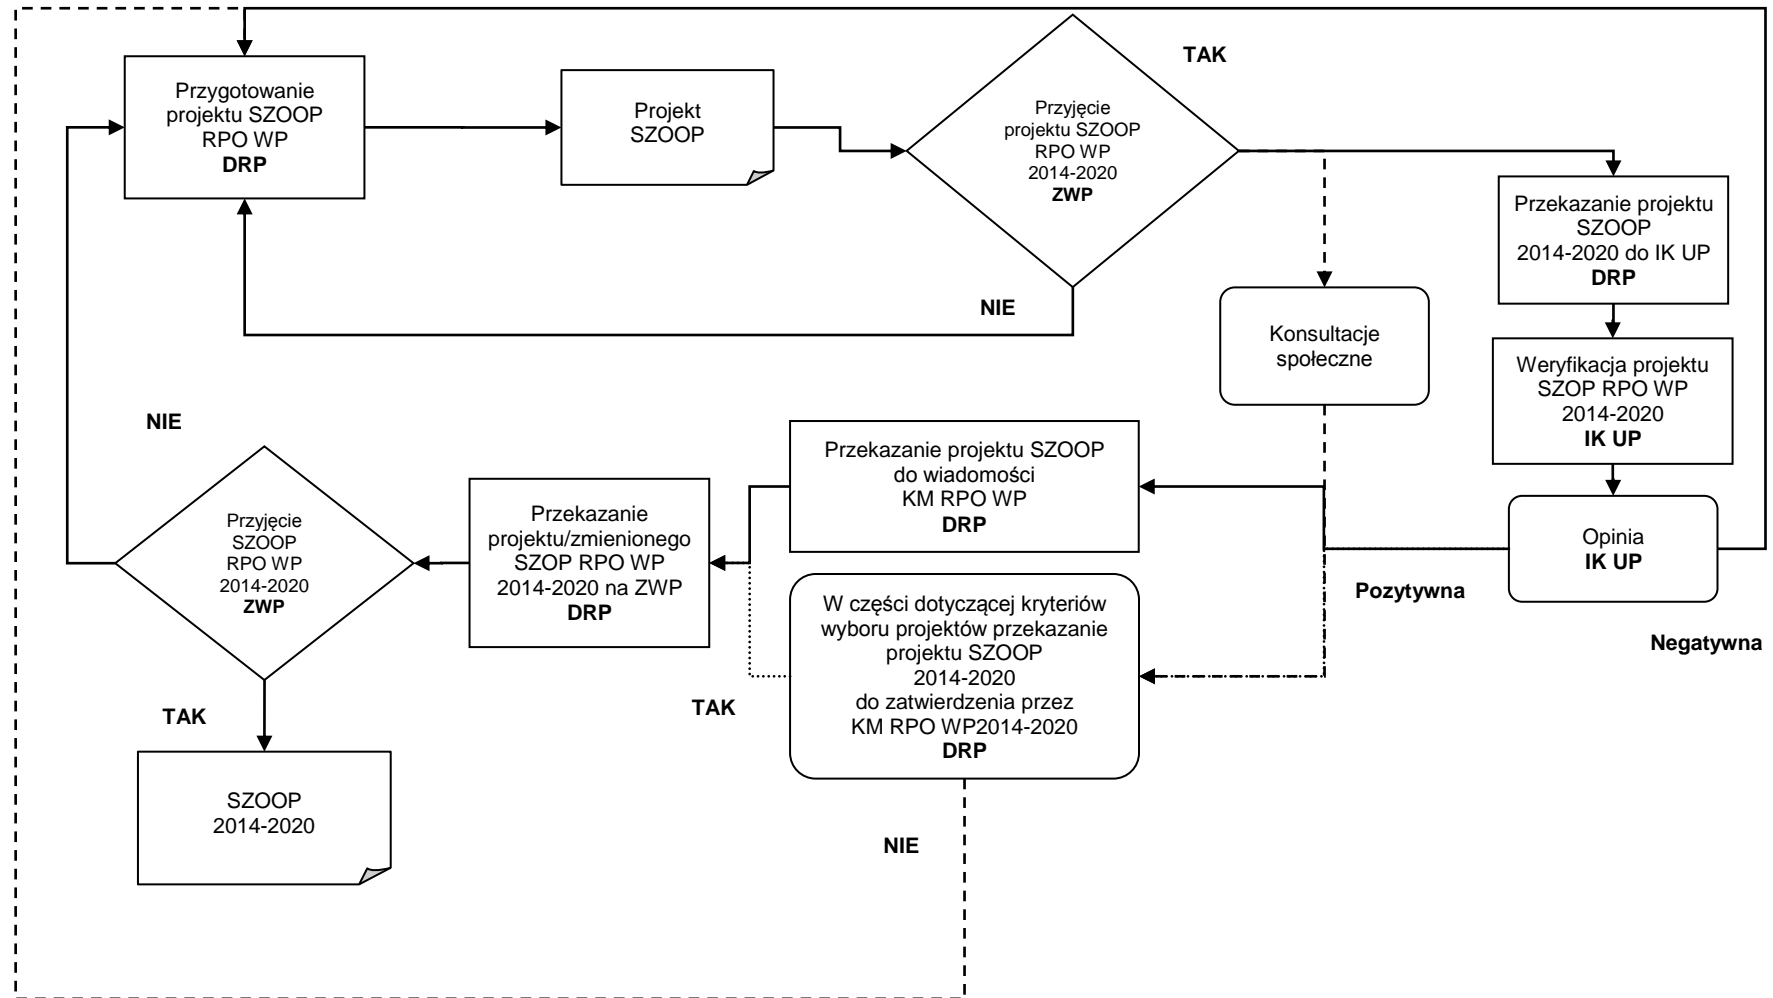 Przygotowanie
projektu SZOOP
RPO WP
DRP
Projekt
SZOOP
Przyjęcie
projektu SZOOP
RPO WP
2014-2020
ZWP
TAK
NIE
Przekazanie projektu
SZOOP
2014-2020 do IK UP
DRP
Konsultacje
społeczne
Weryfikacja projektu
SZOP RPO WP
2014-2020
IK UP
Opinia
IK UP
Pozytywna
Negatywna
Przekazanie projektu SZOOP
do wiadomości
KM RPO WP
DRP
W części dotyczącej kryteriów
wyboru projektów przekazanie
projektu SZOOP
2014-2020
do zatwierdzenia przez
KM RPO WP2014-2020
DRP
TAK
NIE
Przekazanie
projektu/zmienionego
SZOP RPO WP
2014-2020 na ZWP
DRP
NIE
Przyjęcie
SZOOP
RPO WP
2014-2020
ZWP
TAK
SZOOP
2014-2020